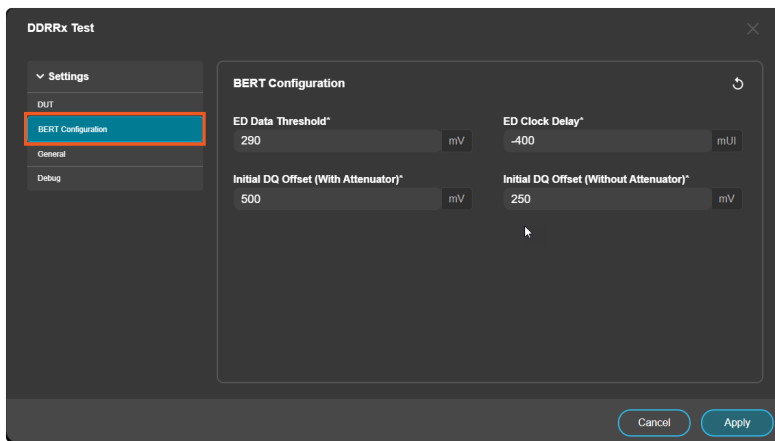 DDRRx Test
Settings
DUT
BERT Configuration
General
Debug
BERT Configuration
ED Data Threshold*
290 mV
ED Clock Delay*
-400 mUI
Initial DQ Offset (With Attenuator)*
500 mV
Initial DQ Offset (Without Attenuator)*
250 mV
Cancel
Apply